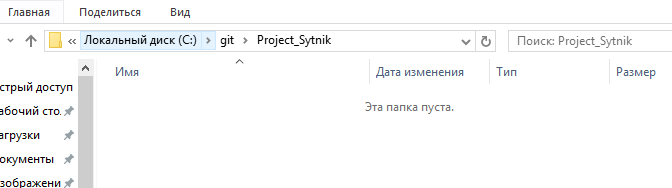 Главная Поделиться Вид
« Локальный диск (C:) › git › Project_Sytnik Поиск: Project_Sytnik
Имя Дата изменения Тип Размер
Эта папка пуста.
стрый доступ
абочий сто.
агрузки
окументы
зображени